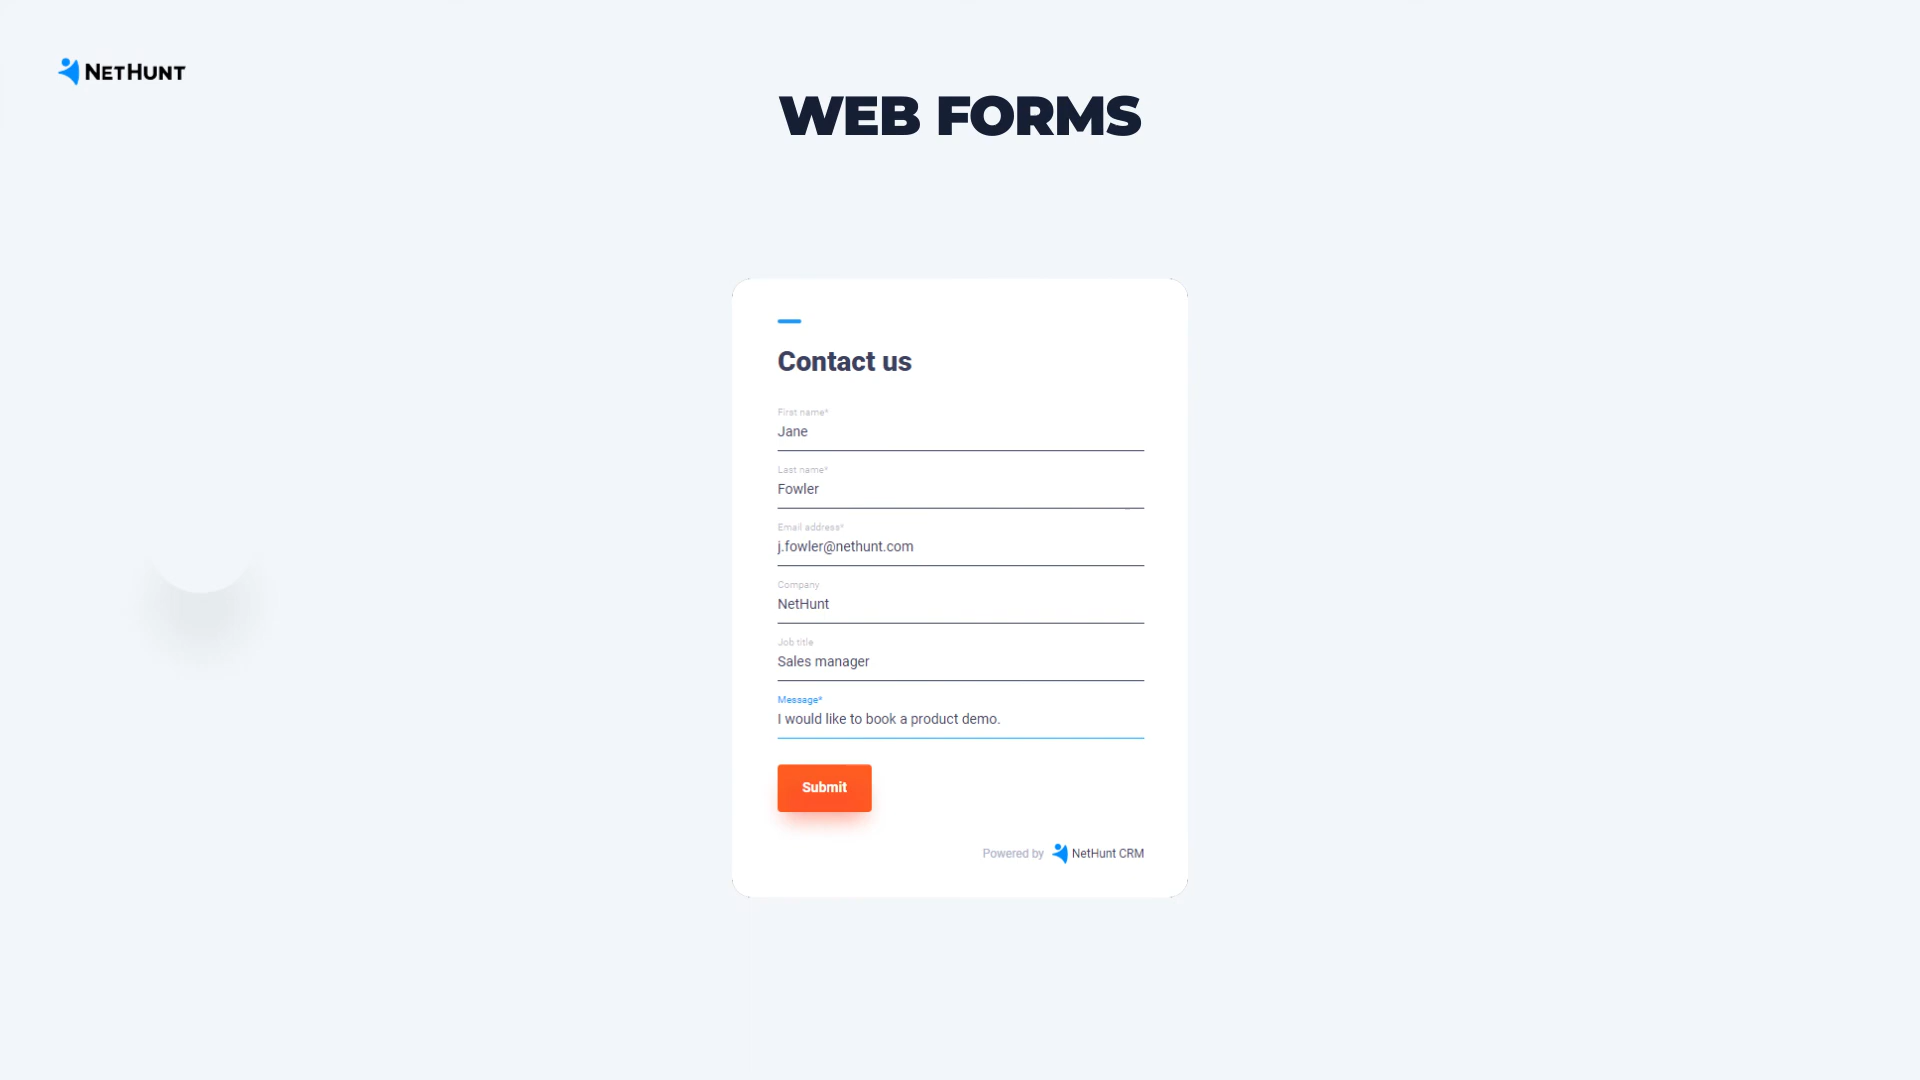 NETHUNT
WEB FORMS
Contact us
First name*
Jane
Last name*
Fowler
Email address*
j.fowler@nethunt.com
Company
NetHunt
Job title
Sales manager
Message*
I would like to book a product demo.
Submit
Powered by NetHunt CRM